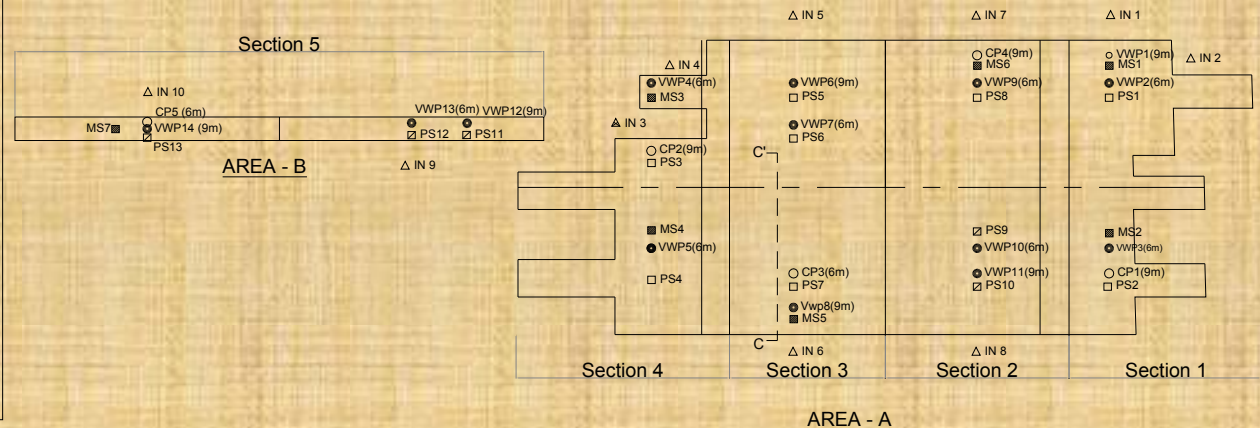 Section 5
IN 10
CP5 (6m)
MS7 VWP14 (9m)
PS13
VWP13(6m) VWP12(9m)
PS12 PS11
AREA - B
IN 9
IN 5
IN 7
IN 1
IN 4
VWP4(6m)
MS3
IN 3
CP2(9m)
PS3
MS4
VWP5(6m)
PS4
Section 4
VWP6(9m)
PS5
VWP7(6m)
PS6
C'
CP3(6m)
PS7
Vwp8(9m)
MS5
C
IN 6
Section 3
CP4(9m)
MS6
VWP9(6m)
PS8
PS9
VWP10(6m)
VWP11(9m)
PS10
IN 8
Section 2
VWP1(9m)
MS1
IN 2
VWP2(6m)
PS1
MS2
VWP3(6m)
CP1(9m)
PS2
Section 1
AREA - A